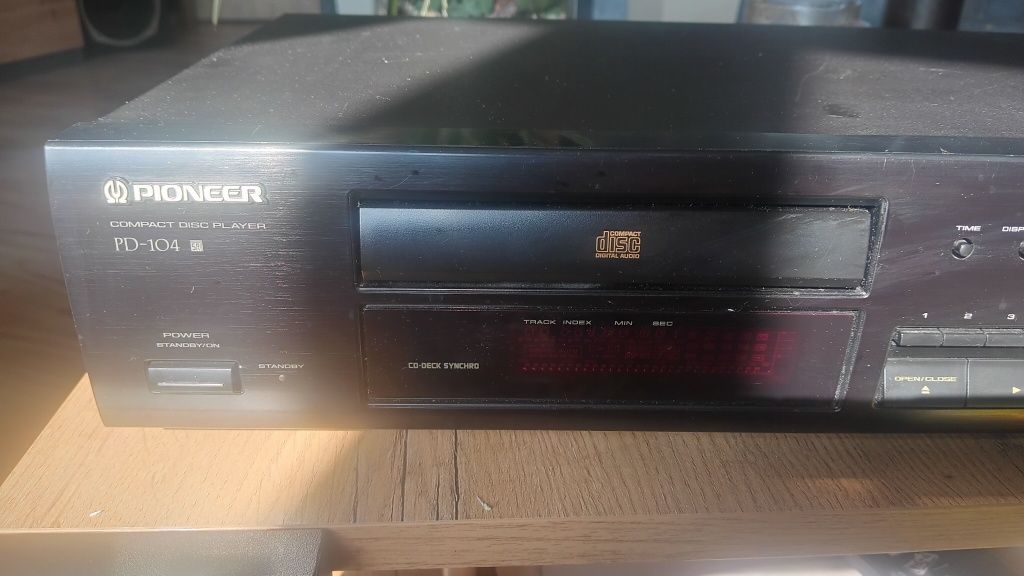 PIONEER
COMPACT DISC PLAYER
PD-104
COMPACT
disc
DIGITAL AUDIO
TIME
TRACK INDEX MIN SEC
1 2 3
POWER
STANDBY/ON
STANDBY
CD-DECK SYNCHRO
OPEN/CLOSE